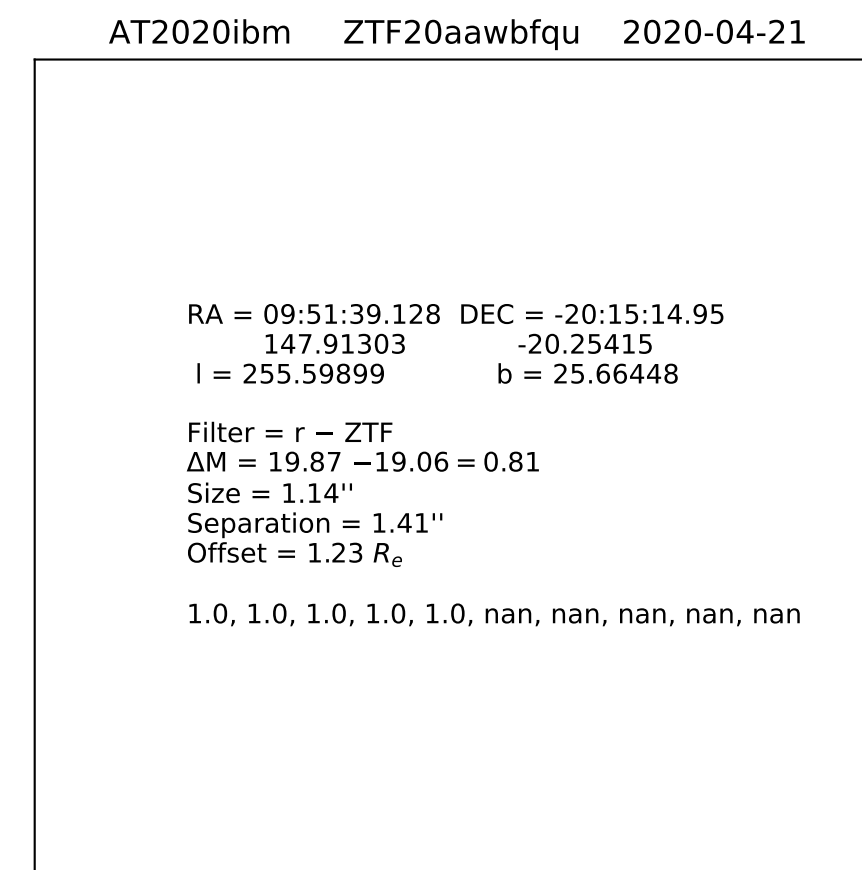 AT2020ibm ZTF20aawbfqu 2020-04-21
RA = 09:51:39.128 DEC = -20:15:14.95
147.91303 -20.25415
l = 255.59899 b = 25.66448
Filter = r − ZTF
ΔM = 19.87 −19.06 = 0.81
Size = 1.14''
Separation = 1.41''
Offset = 1.23 Re
1.0, 1.0, 1.0, 1.0, 1.0, nan, nan, nan, nan, nan